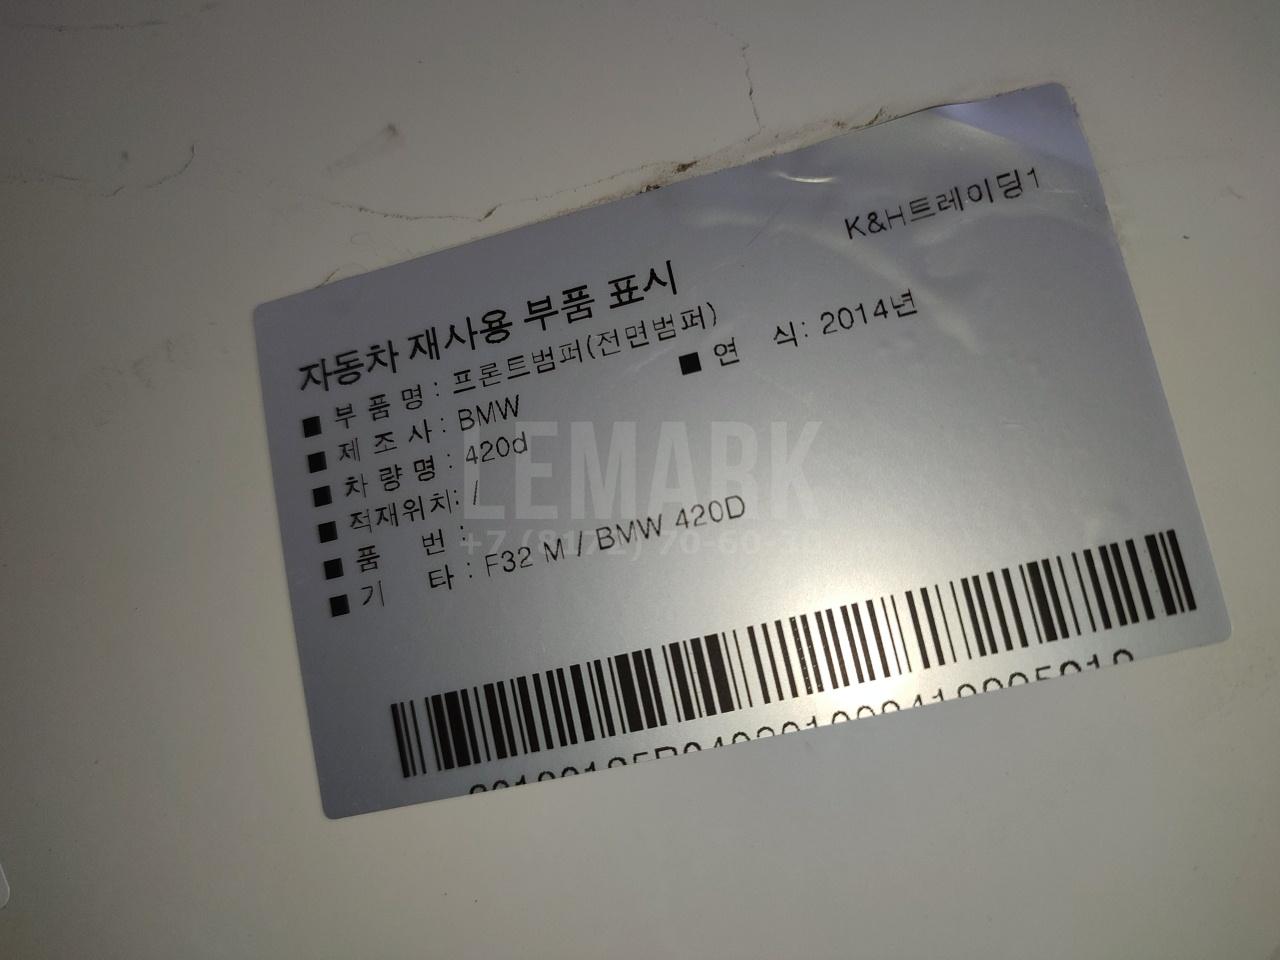 K&H트레이딩1
자동차 재사용 부품 표시
■ 부 품 명 : 프론트범퍼(전면범퍼)
■ 제 조 사 : BMW ■ 연 식 : 2014년
■ 차 량 명 : 420d
■ 적재위치: /
■ 품 번 :
■ 기 타 : F32 M / BMW 420D
LEMARK